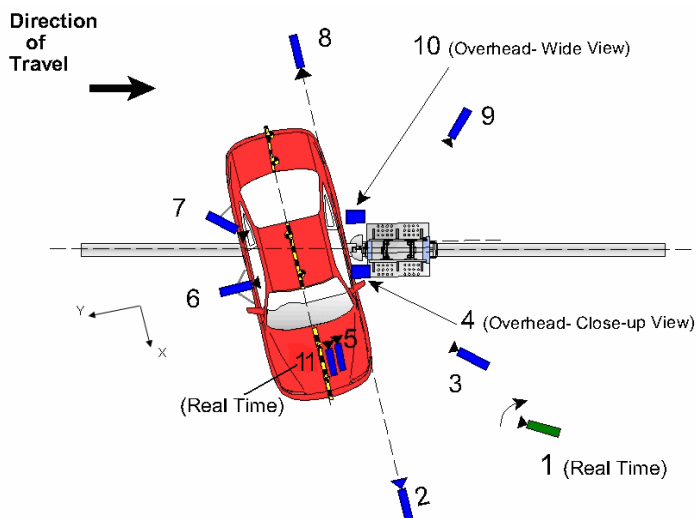 Direction
of
Travel
8
10 (Overhead- Wide View)
9
7
6
Y
X
4 (Overhead- Close-up View)
5
11
3
(Real Time)
1 (Real Time)
2